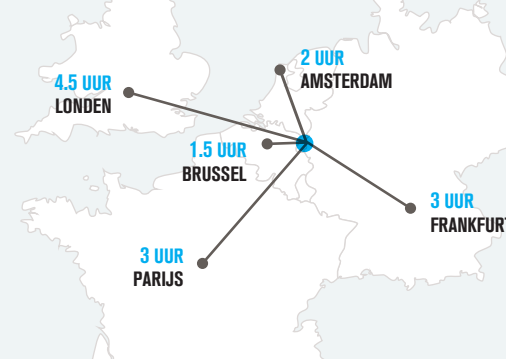 2 UUR
AMSTERDAM
4.5 UUR
LONDEN
1.5 UUR
BRUSSEL
3 UUR
FRANKFURT
3 UUR
PARIJS